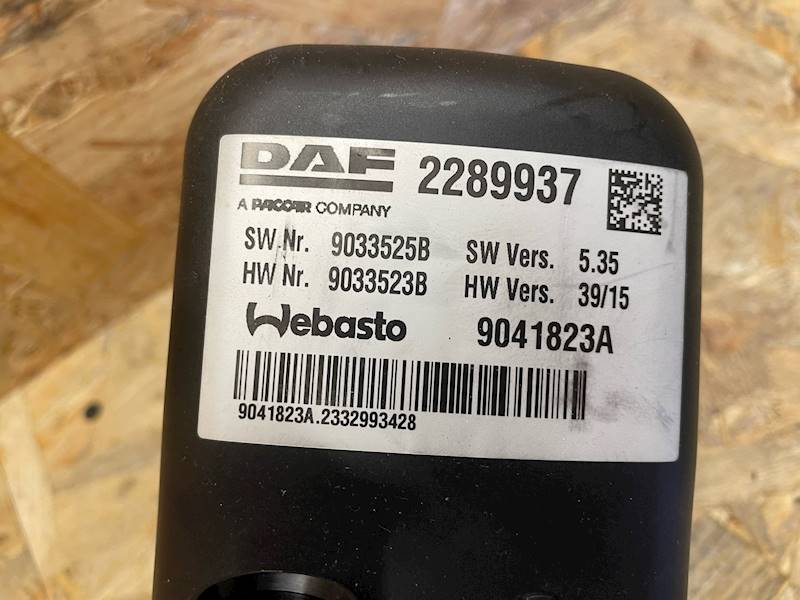 DAF 2289937
A PACCAR COMPANY
SW Nr. 9033525B SW Vers. 5.35
HW Nr. 9033523B HW Vers. 39/15
Webasto 9041823A
9041823A.2332993428